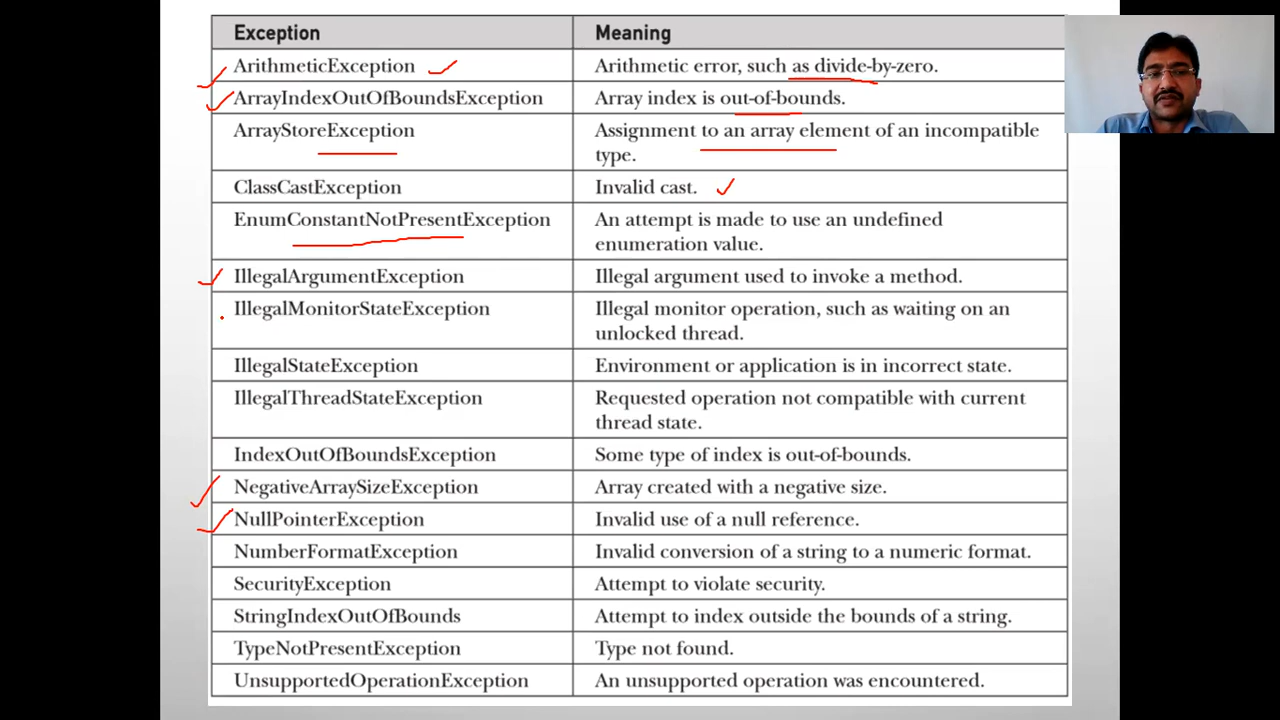 Exception Meaning
ArithmeticException Arithmetic error, such as divide-by-zero.
ArrayIndexOutOfBoundsException Array index is out-of-bounds.
ArrayStoreException Assignment to an array element of an incompatible
type.
ClassCastException Invalid cast.
EnumConstantNotPresentException An attempt is made to use an undefined
enumeration value.
IllegalArgumentException Illegal argument used to invoke a method.
IllegalMonitorStateException Illegal monitor operation, such as waiting on an
unlocked thread.
IllegalStateException Environment or application is in incorrect state.
IllegalThreadStateException Requested operation not compatible with current
thread state.
IndexOutOfBoundsException Some type of index is out-of-bounds.
NegativeArraySizeException Array created with a negative size.
NullPointerException Invalid use of a null reference.
NumberFormatException Invalid conversion of a string to a numeric format.
SecurityException Attempt to violate security.
StringIndexOutOfBounds Attempt to index outside the bounds of a string.
TypeNotPresentException Type not found.
UnsupportedOperationException An unsupported operation was encountered.